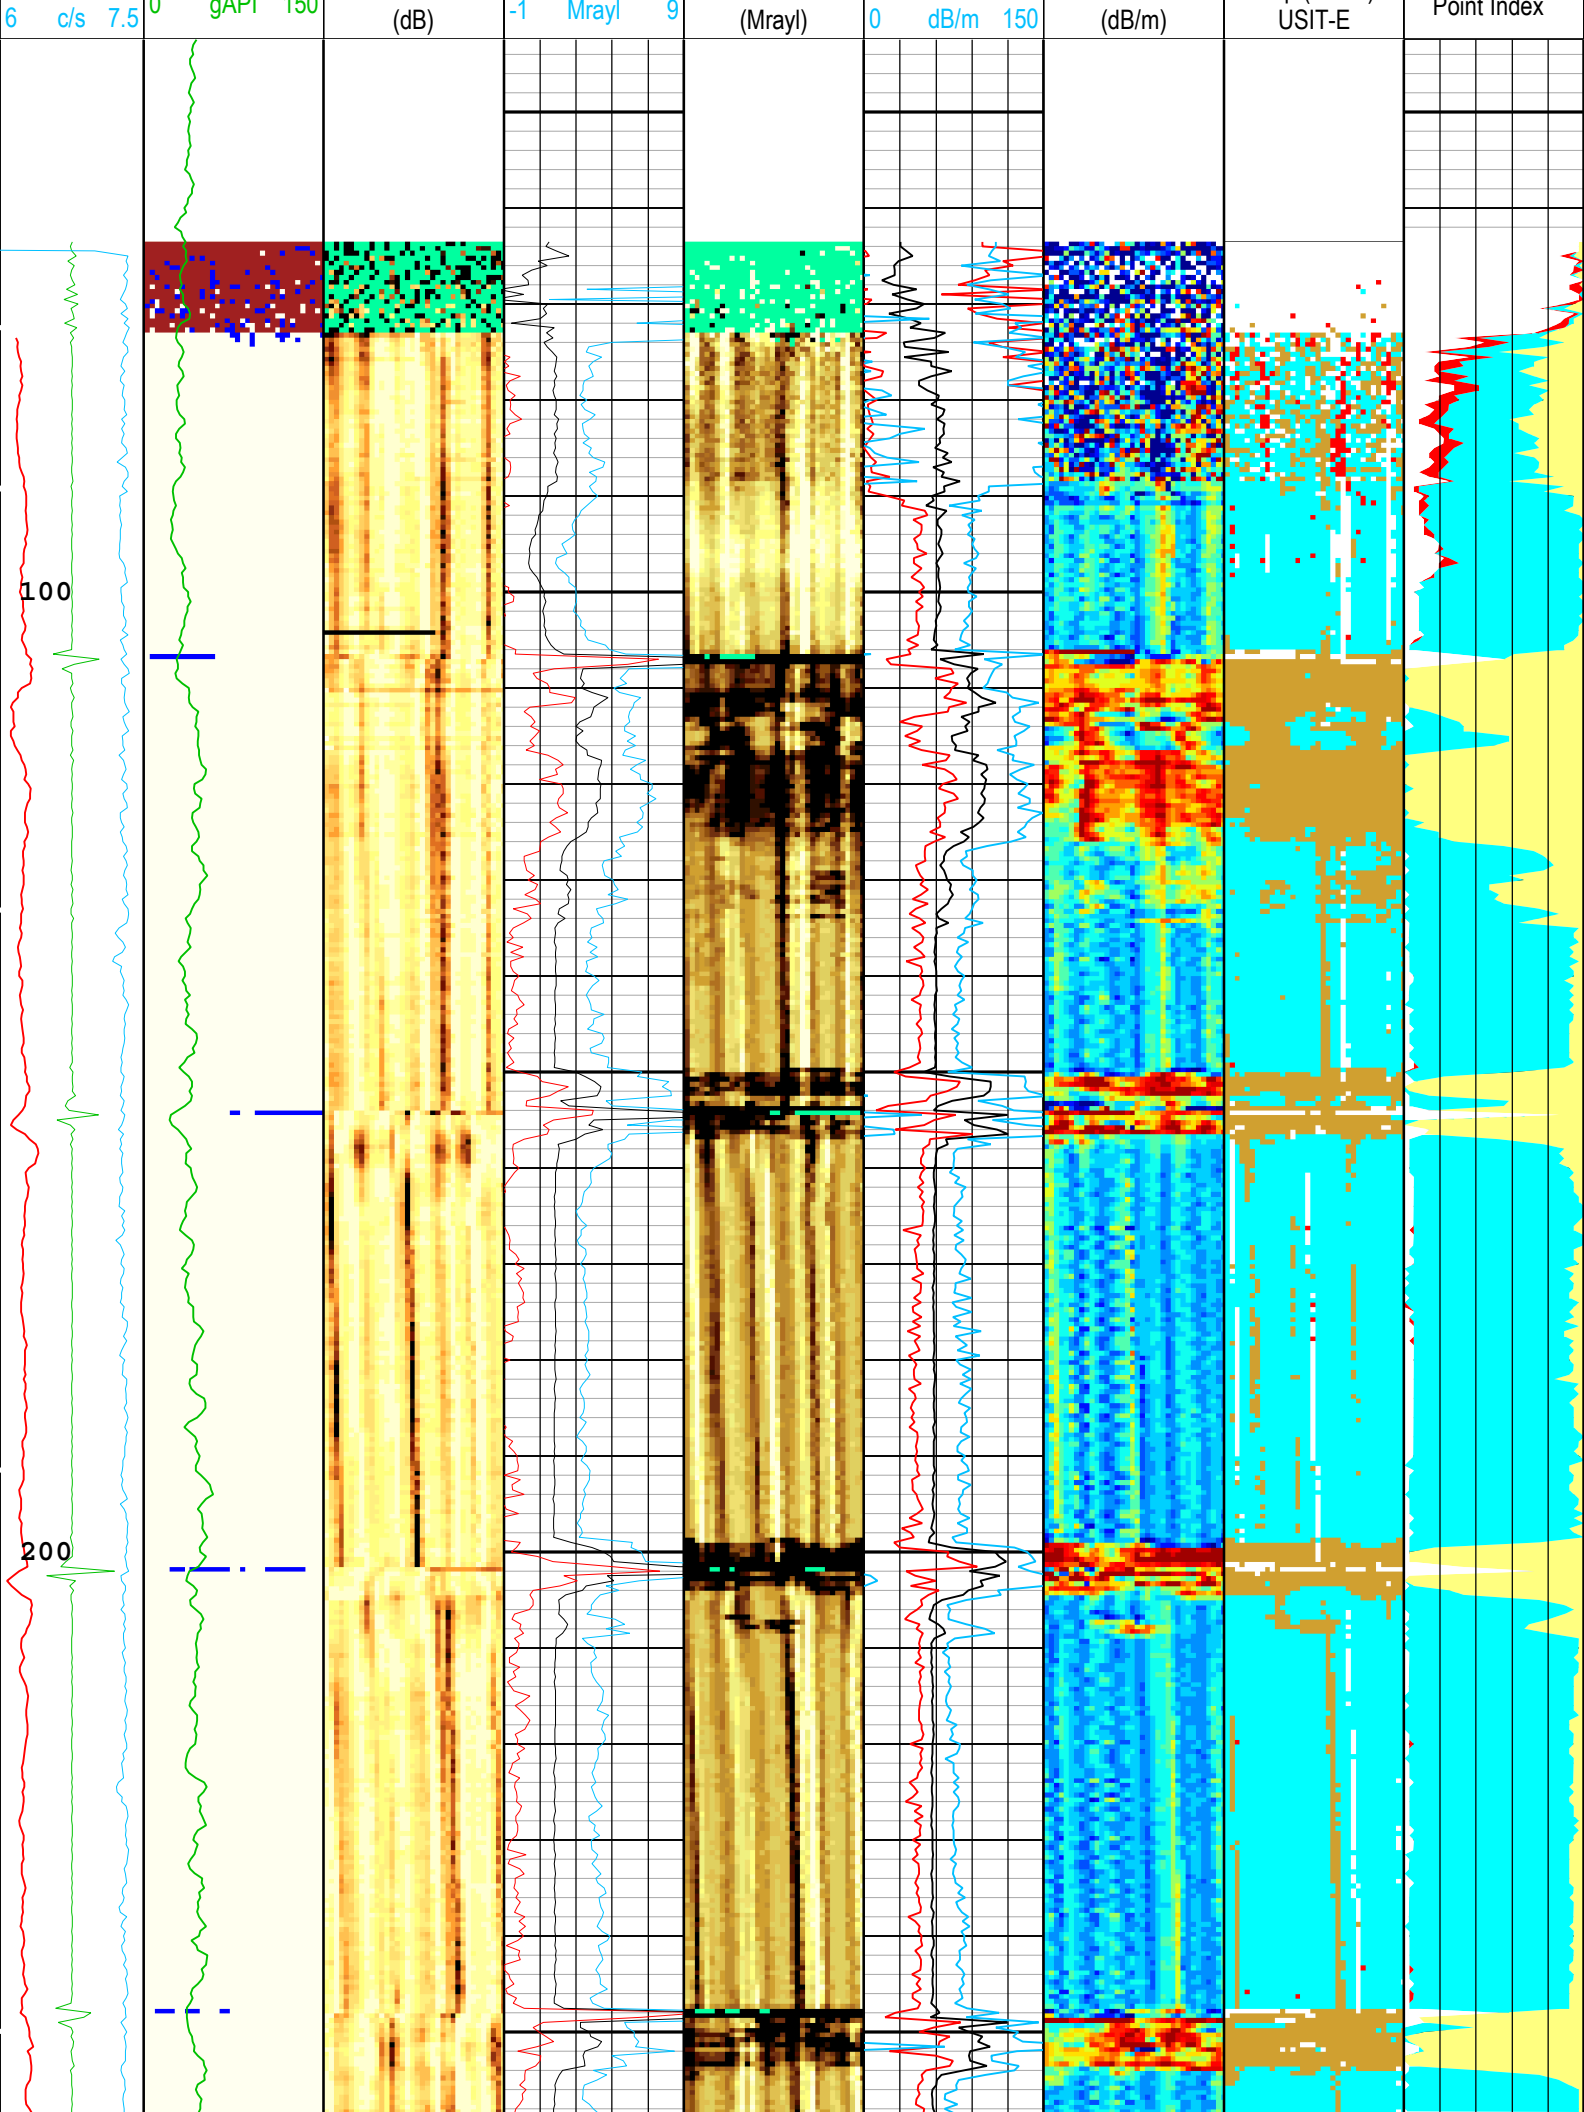 0 gAPI 150
6 c/s 7.5
(dB)
-1 Mrayl 9
(Mrayl)
0 dB/m 150
(dB/m)
USIT-E
Point Index
100
200